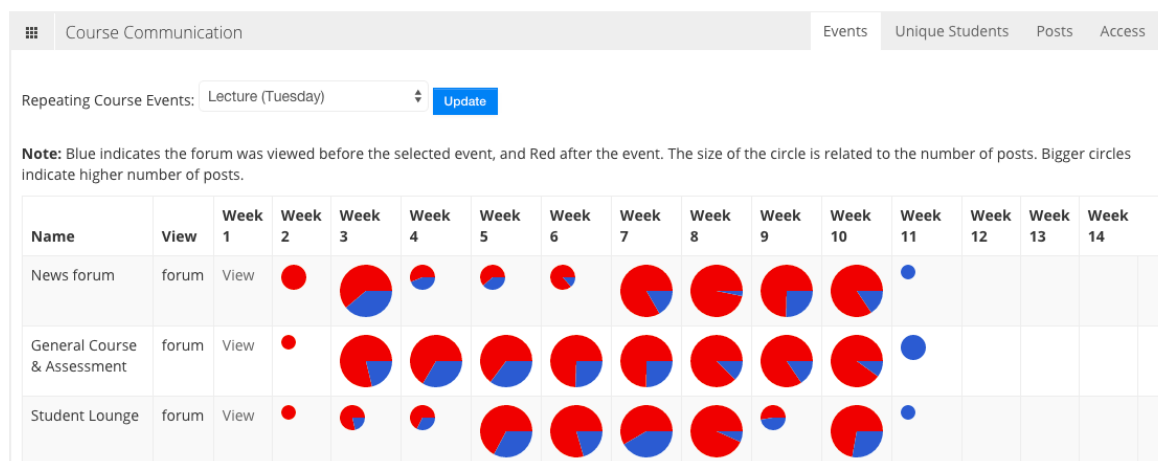 Course Communication Events Unique Students Posts Access
Repeating Course Events: Lecture (Tuesday) Update
Note: Blue indicates the forum was viewed before the selected event, and Red after the event. The size of the circle is related to the number of posts. Bigger circles
indicate higher number of posts.
Name View Week 1 Week 2 Week 3 Week 4 Week 5 Week 6 Week 7 Week 8 Week 9 Week 10 Week 11 Week 12 Week 13 Week 14
News forum forum View
General Course forum View
& Assessment
Student Lounge forum View